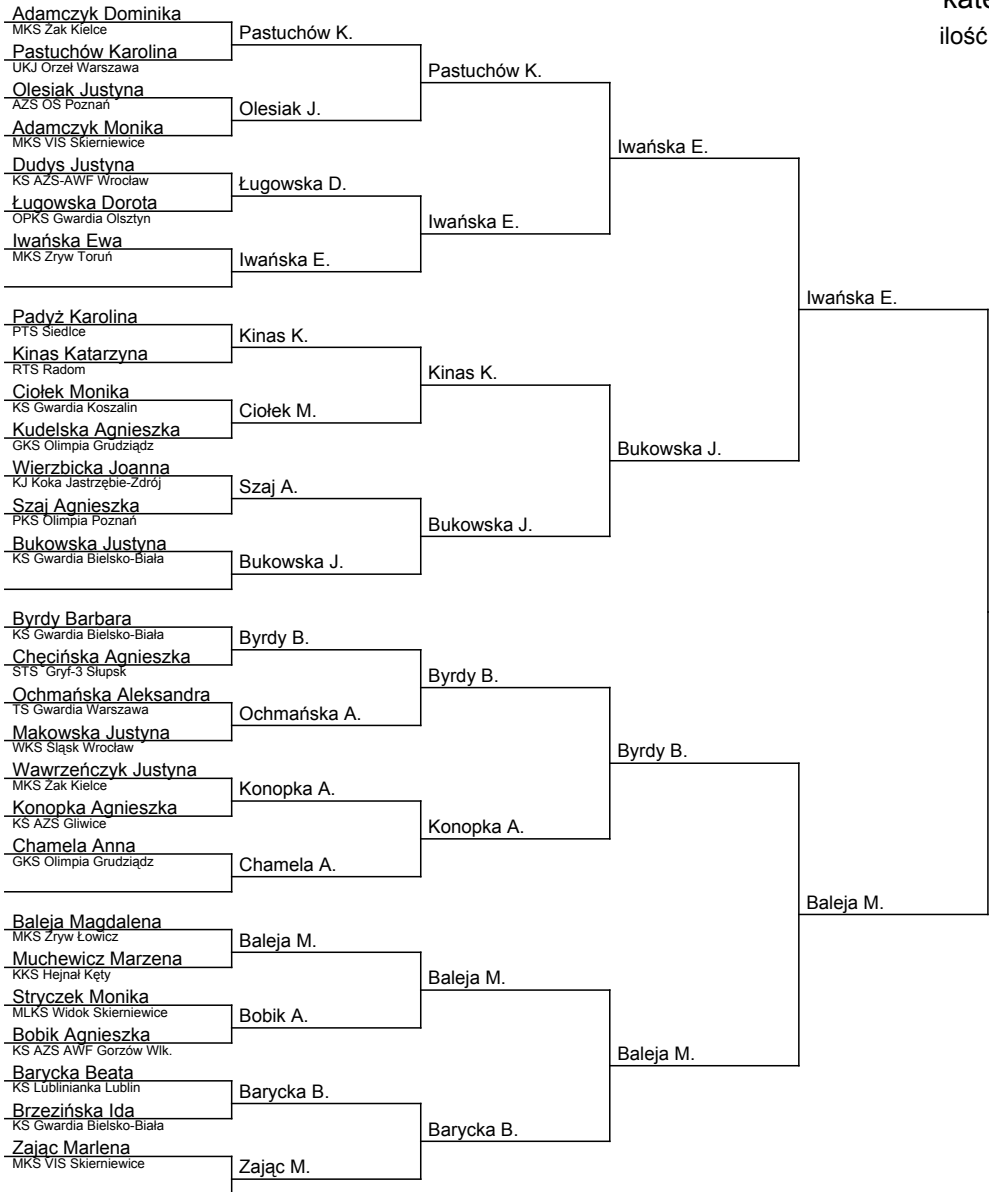 kate
ilość
Adamczyk Dominika
MKS Żak Kielce
Pastuchów Karolina
UKJ Orzeł Warszawa
Olesiak Justyna
AZS OŚ Poznań
Adamczyk Monika
MKS VIS Skierniewice
Dudys Justyna
KS AZS-AWF Wrocław
Ługowska Dorota
OPKS Gwardia Olsztyn
Iwańska Ewa
MKS Zryw Toruń
Padyż Karolina
PTS Siedlce
Kinas Katarzyna
RTS Radom
Ciołek Monika
KS Gwardia Koszalin
Kudelska Agnieszka
GKS Olimpia Grudziądz
Wierzbicka Joanna
KJ Koka Jastrzębie-Zdrój
Szaj Agnieszka
PKS Olimpia Poznań
Bukowska Justyna
KS Gwardia Bielsko-Biała
Byrdy Barbara
KS Gwardia Bielsko-Biała
Chęcińska Agnieszka
STS Gryf-3 Słupsk
Ochmańska Aleksandra
TS Gwardia Warszawa
Makowska Justyna
WKS Śląsk Wrocław
Wawrzeńczyk Justyna
MKS Żak Kielce
Konopka Agnieszka
KS AZS Gliwice
Chamela Anna
GKS Olimpia Grudziądz
Baleja Magdalena
MKS Zryw Łowicz
Muchewicz Marzena
KKS Hejnał Kęty
Stryczek Monika
MLKS Widok Skierniewice
Bobik Agnieszka
KS AZS AWF Gorzów Wlk.
Barycka Beata
KS Lublinianka Lublin
Brzezińska Ida
KS Gwardia Bielsko-Biała
Zając Marlena
MKS VIS Skierniewice
Pastuchów K.
Olesiak J.
Ługowska D.
Iwańska E.
Kinas K.
Ciołek M.
Szaj A.
Bukowska J.
Byrdy B.
Ochmańska A.
Konopka A.
Chamela A.
Baleja M.
Bobik A.
Barycka B.
Zając M.
Pastuchów K.
Iwańska E.
Kinas K.
Bukowska J.
Byrdy B.
Konopka A.
Baleja M.
Barycka B.
Iwańska E.
Bukowska J.
Byrdy B.
Baleja M.
Iwańska E.
Baleja M.